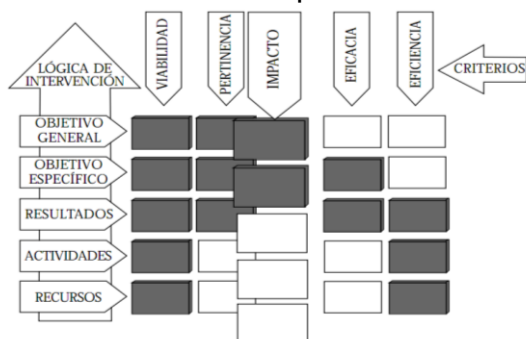 LÓGICA DE
INTERVENCIÓN
VIABILIDAD
PERTINENCIA
IMPACTO
EFICACIA
EFICIENCIA
CRITERIOS
OBJETIVO
GENERAL
OBJETIVO
ESPECÍFICO
RESULTADOS
ACTIVIDADES
RECURSOS